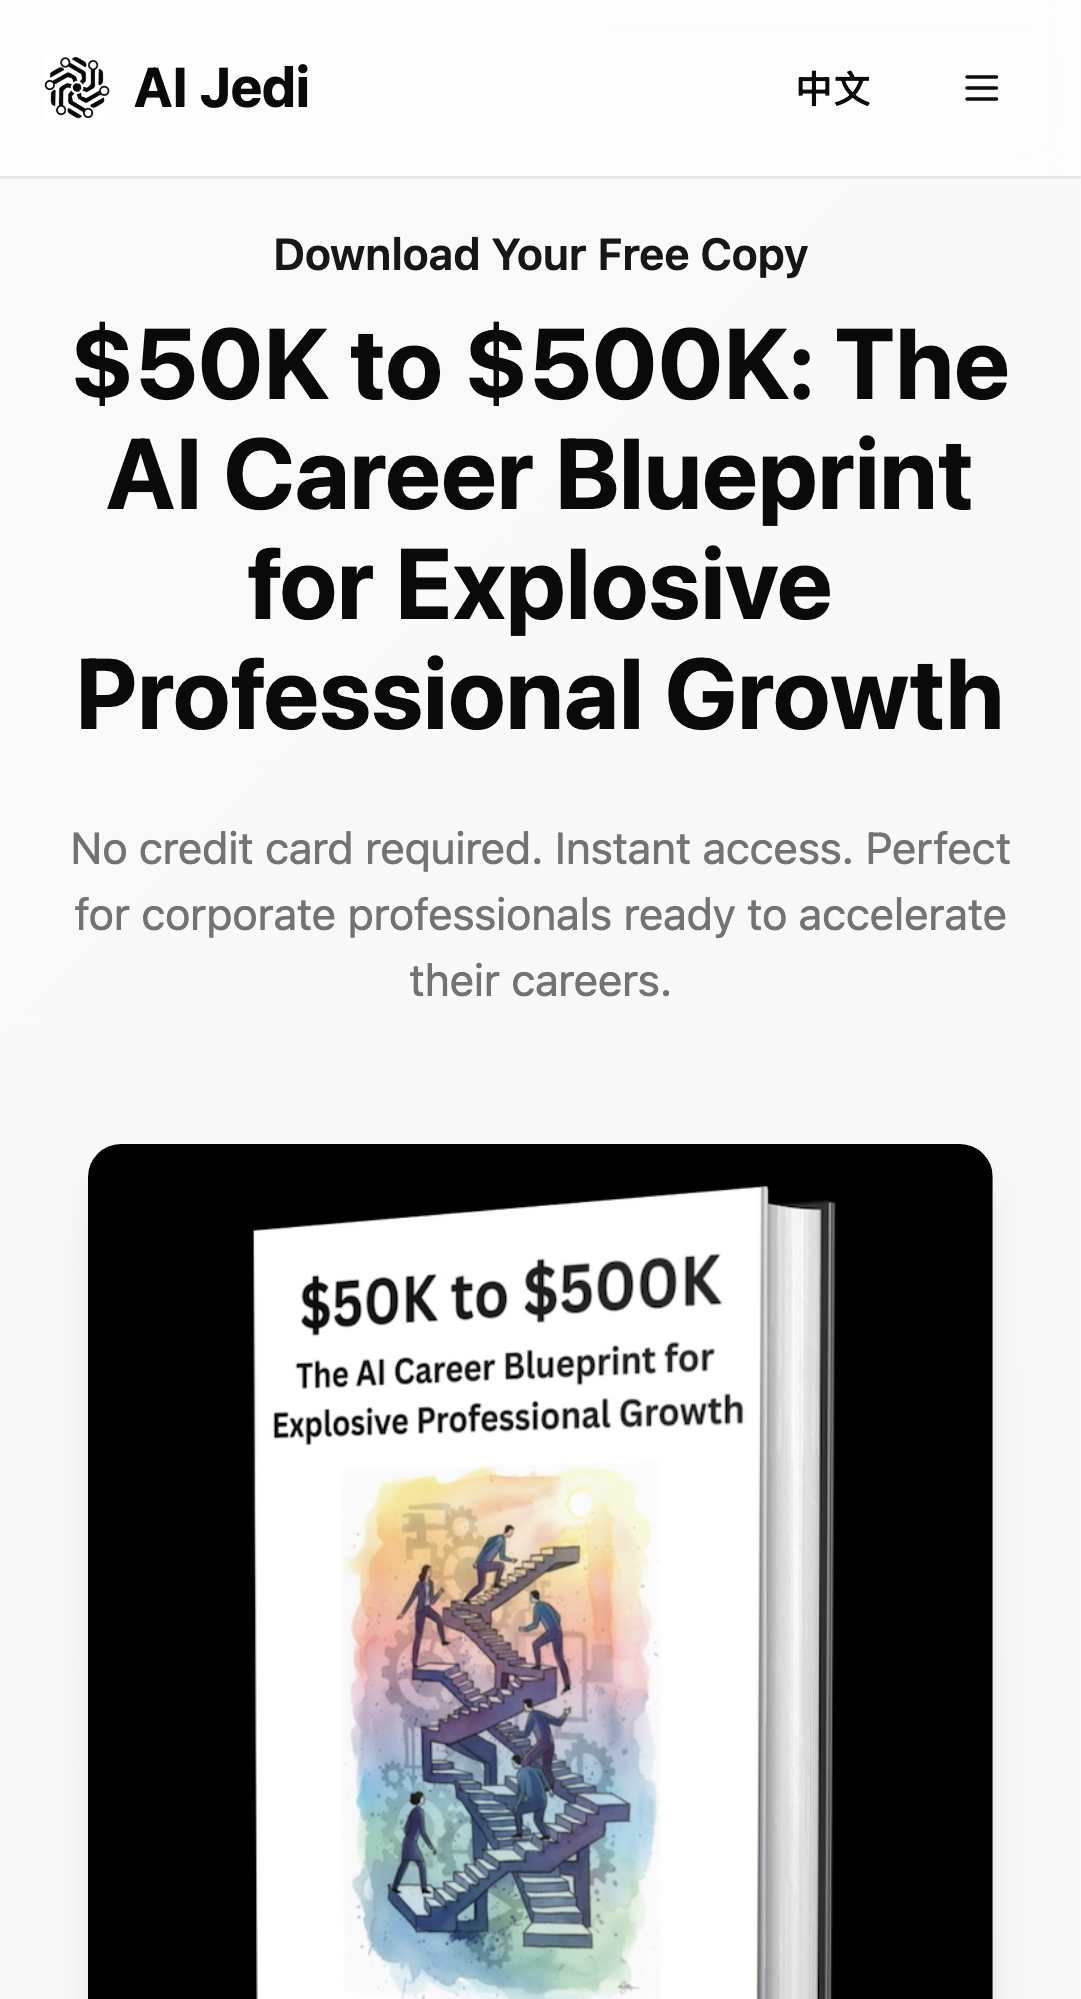 AI Jedi
中文
Download Your Free Copy
$50K to $500K: The
AI Career Blueprint
for Explosive
Professional Growth
No credit card required. Instant access. Perfect
for corporate professionals ready to accelerate
their careers.
$50K to $500K
The AI Career Blueprint for
Explosive Professional Growth